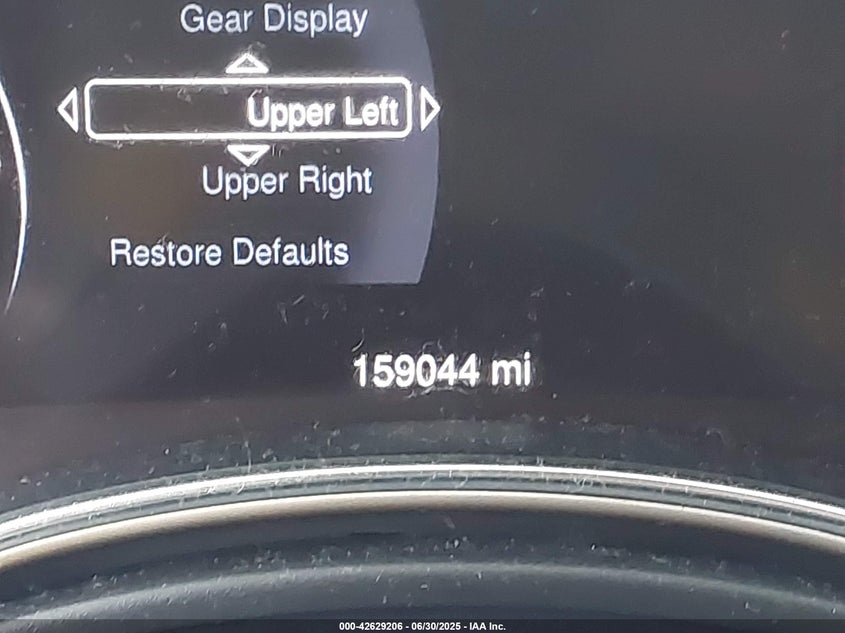 Gear Display
Upper Left
Upper Right
Restore Defaults
159044 mi
000-42629206 - 06/30/2025 - IAA Inc.